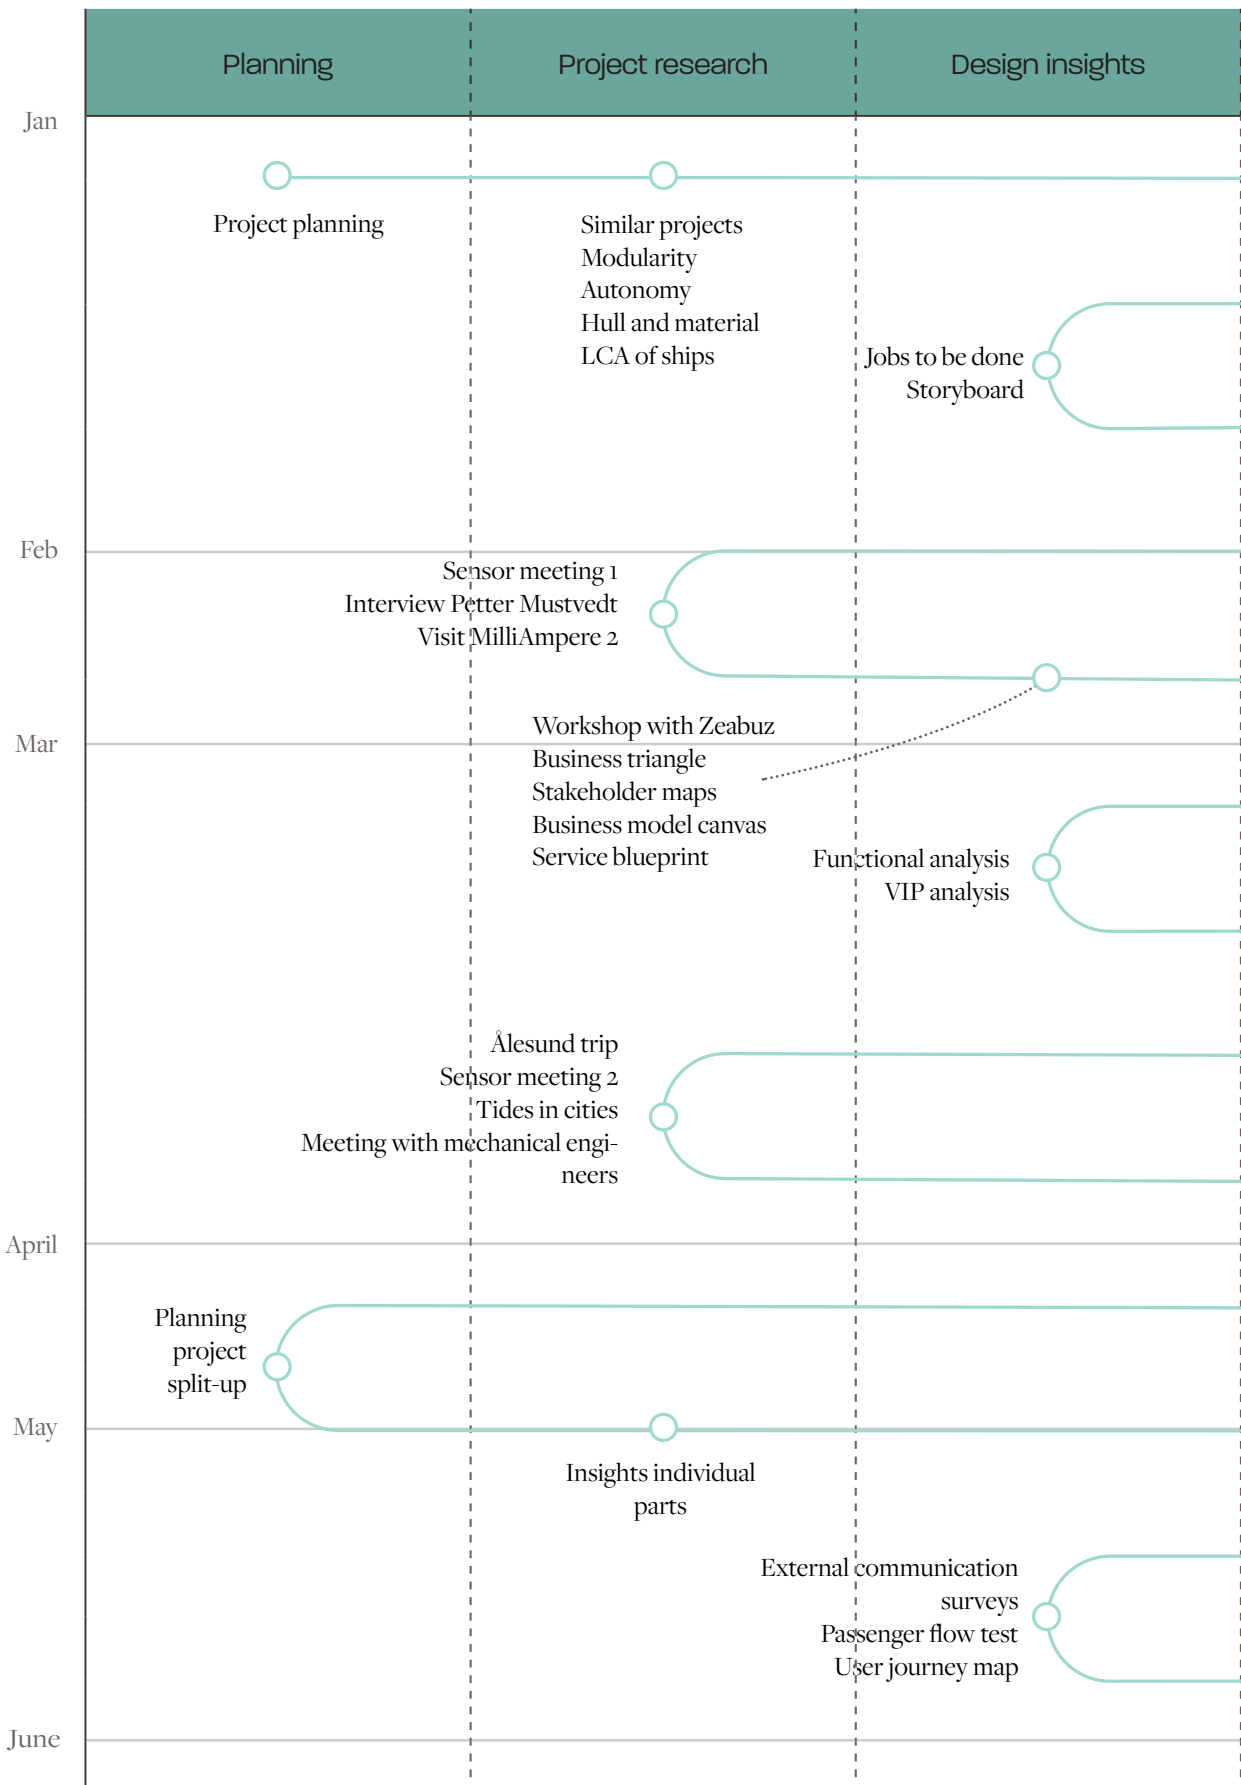 Planning
Project research
Design insights
Jan
Project planning
Similar projects
Modularity
Autonomy
Hull and material
LCA of ships
Jobs to be done
Storyboard
Feb
Sensor meeting 1
Interview Petter Mustvedt
Visit MilliAmpere 2
Workshop with Zeabuz
Mar
Business triangle
Stakeholder maps
Business model canvas
Service blueprint
Functional analysis
VIP analysis
Ålesund trip
Sensor meeting 2
Tides in cities
Meeting with mechanical engi-
neers
April
Planning
project
split-up
May
Insights individual
parts
External communication
surveys
Passenger flow test
User journey map
June